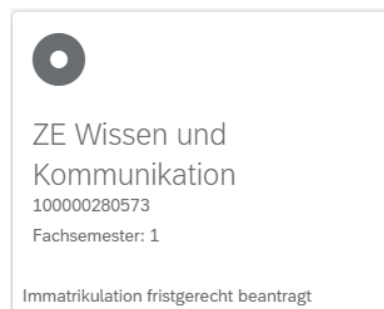 ZE Wissen und
Kommunikation
100000280573
Fachsemester: 1
Immatrikulation fristgerecht beantragt